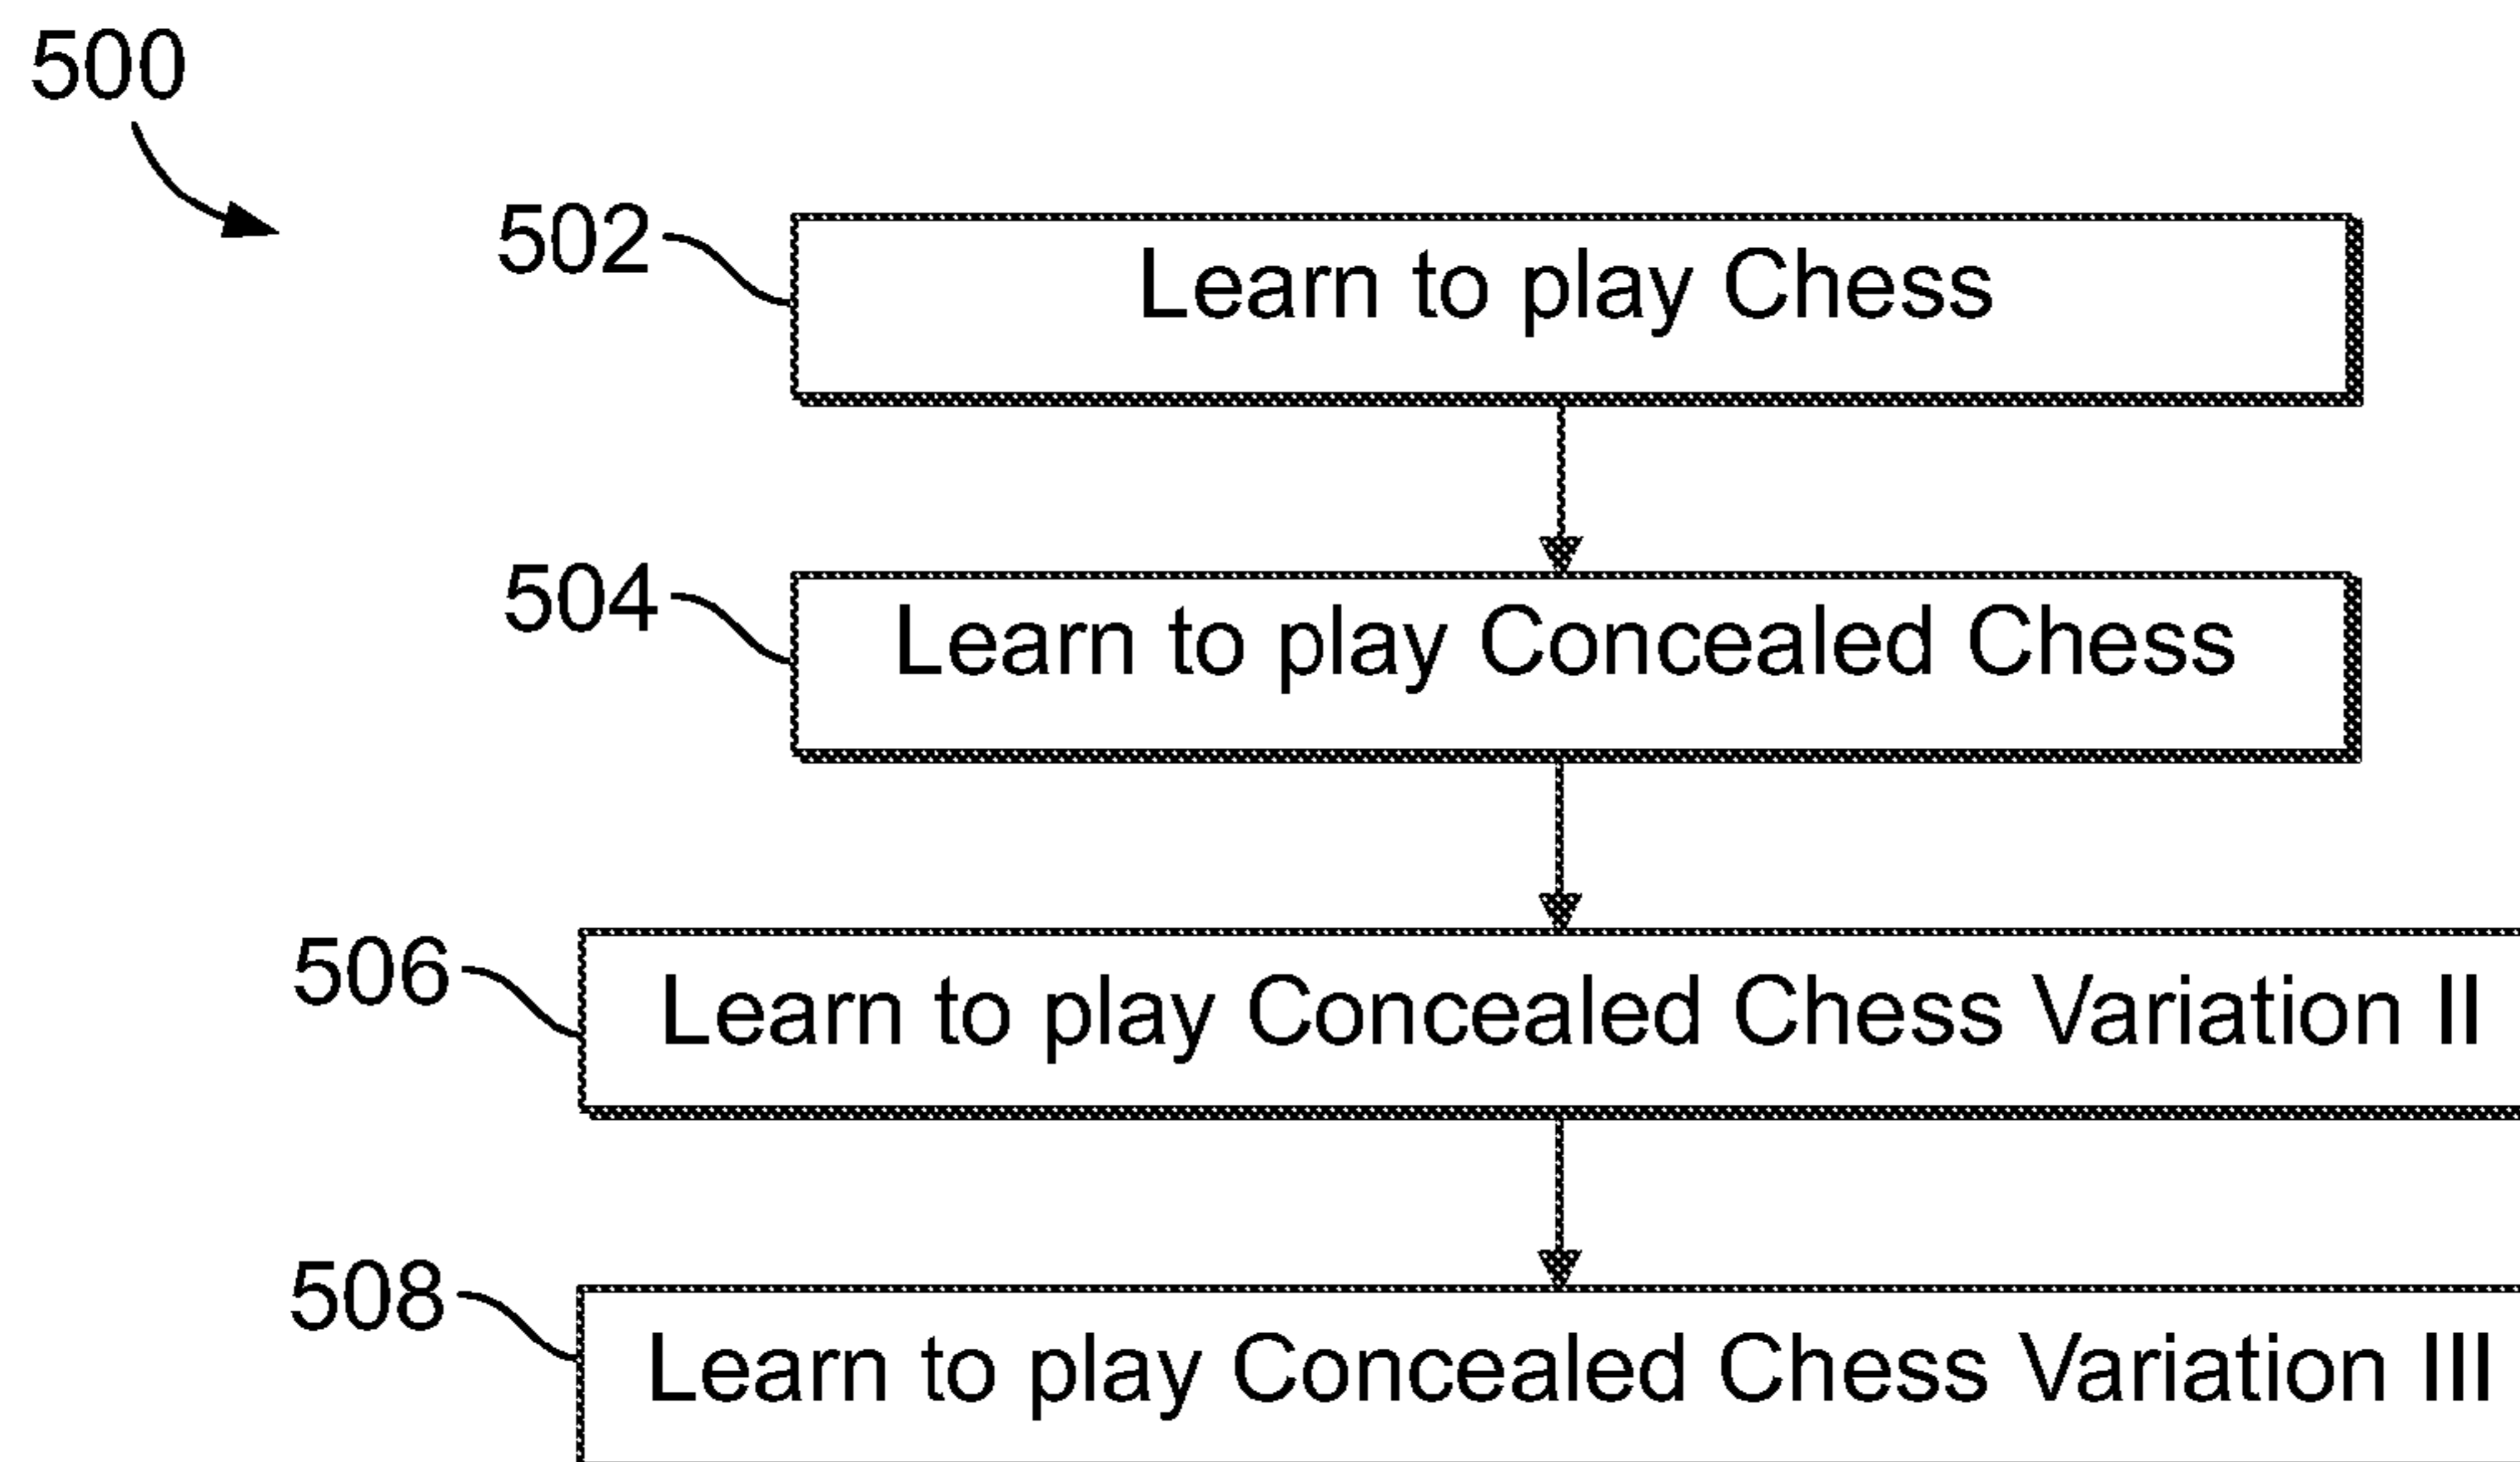 500
502
Learn to play Chess
504
Learn to play Concealed Chess
506
Learn to play Concealed Chess Variation II
508
Learn to play Concealed Chess Variation III